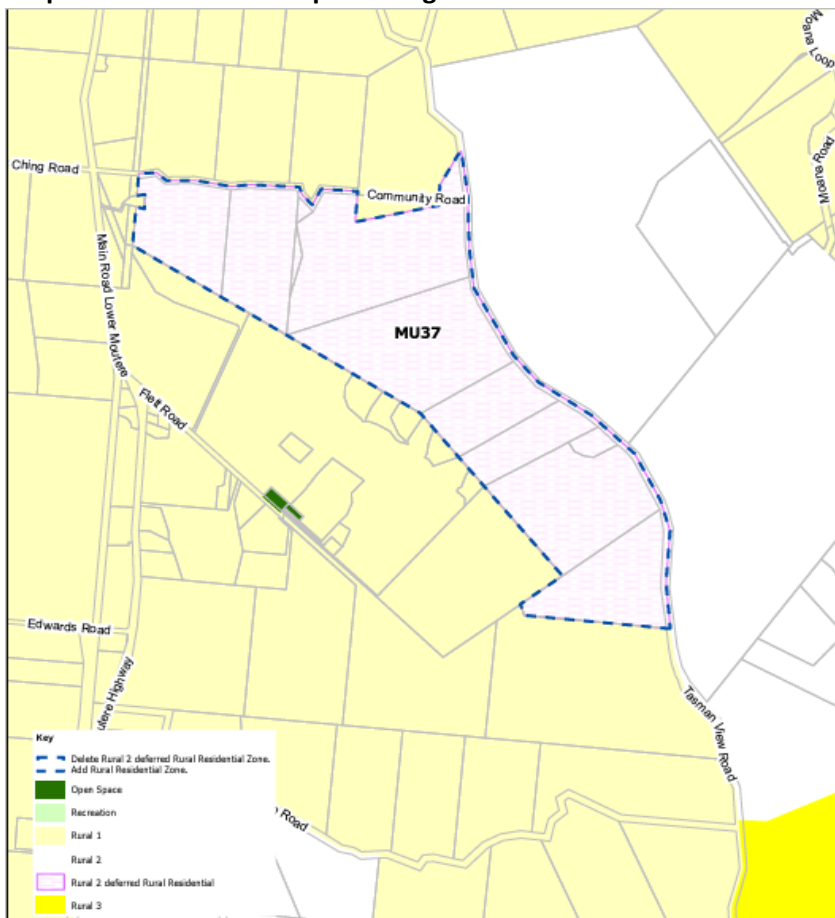 Moana Loop
Ching Road
Community Road
Road
Main Road Lower Moutere
MU37
Flett Road
Edwards Road
utere Highway
Tasman View Road
Road
Key
Delete Rural 2 deferred Rural Residential Zone.
Add Rural Residential Zone.
Open Space
Recreation
Rural 1
Rural 2
Rural 2 deferred Rural Residential
Rural 3